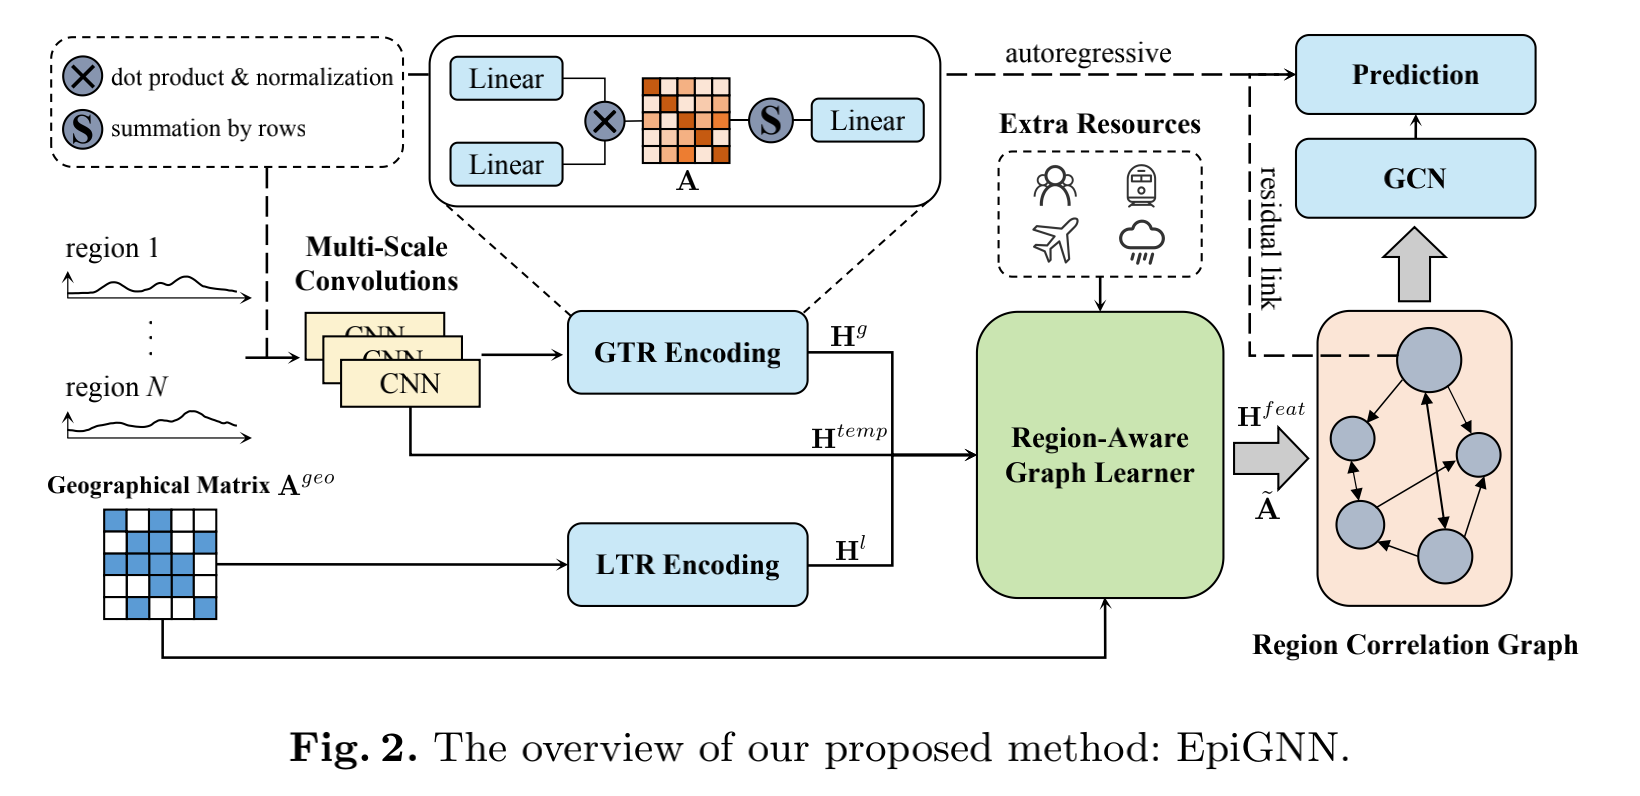 dot product & normalization
S summation by rows
Linear
Linear
A
S
Linear
autoregressive
Prediction
Extra Resources
GCN
residual link
region 1
region N
Multi-Scale
Convolutions
CNN
CNN
CNN
GTR Encoding
H^g
H^{temp}
Geographical Matrix A^{geo}
LTR Encoding
H^l
Region-Aware
Graph Learner
H^{feat}
Ã
Region Correlation Graph
Fig. 2. The overview of our proposed method: EpiGNN.